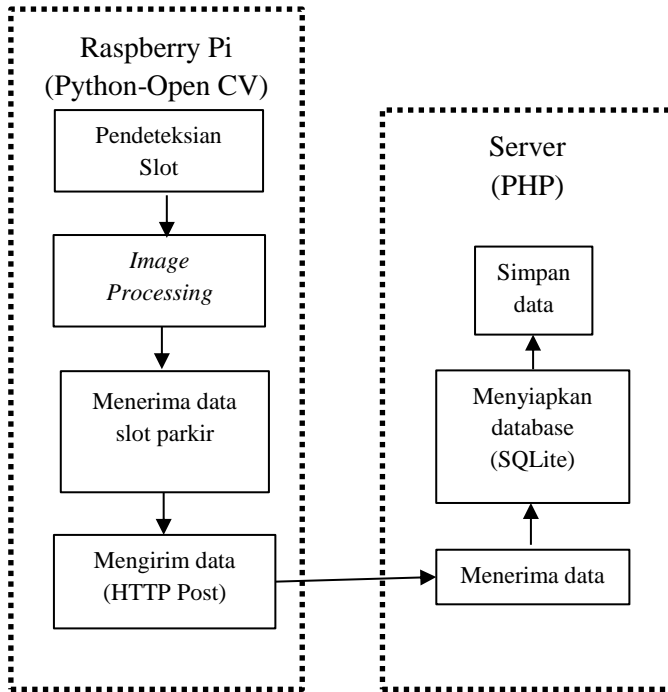 Raspberry Pi
(Python-Open CV)
Pendeteksian
Slot
Image
Processing
Menerima data
slot parkir
Mengirim data
(HTTP Post)
Server
(PHP)
Simpan
data
Menyiapkan
database
(SQLite)
Menerima data